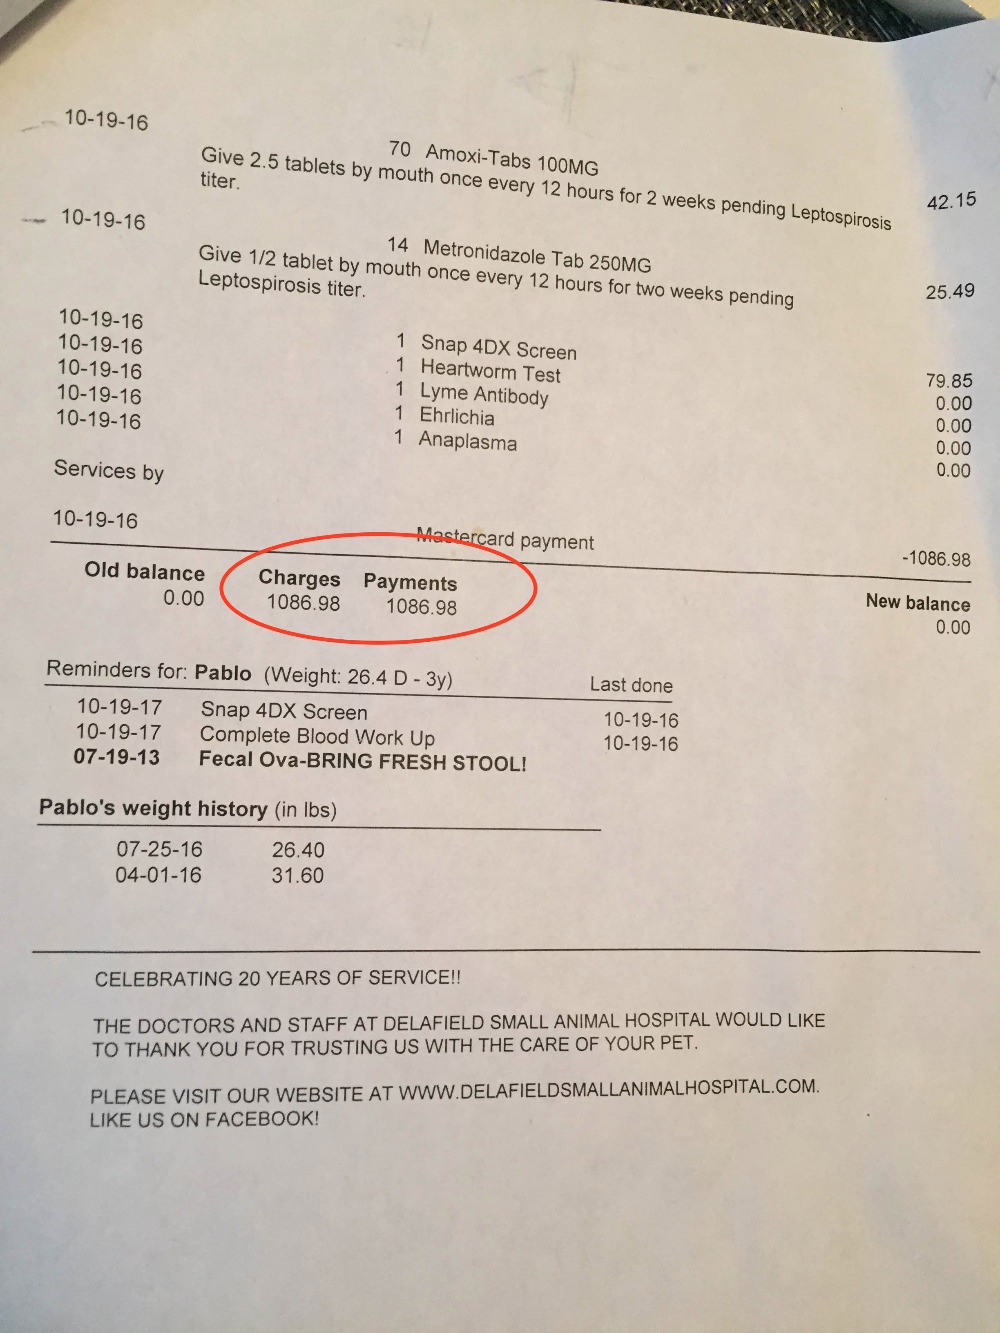 10-19-16
70 Amoxi-Tabs 100MG
Give 2.5 tablets by mouth once every 12 hours for 2 weeks pending Leptospirosis 42.15
titer.
10-19-16
14 Metronidazole Tab 250MG
Give 1/2 tablet by mouth once every 12 hours for two weeks pending 25.49
Leptospirosis titer.
10-19-16 1 Snap 4DX Screen 79.85
10-19-16 1 Heartworm Test 0.00
10-19-16 1 Lyme Antibody 0.00
10-19-16 1 Ehrlichia 0.00
10-19-16 1 Anaplasma 0.00
Services by
10-19-16 Mastercard payment -1086.98
Old balance Charges Payments New balance
0.00 1086.98 1086.98 0.00
Reminders for: Pablo (Weight: 26.4 D - 3y) Last done
10-19-17 Snap 4DX Screen 10-19-16
10-19-17 Complete Blood Work Up 10-19-16
07-19-13 Fecal Ova-BRING FRESH STOOL!
Pablo's weight history (in lbs)
07-25-16 26.40
04-01-16 31.60
CELEBRATING 20 YEARS OF SERVICE!!
THE DOCTORS AND STAFF AT DELAFIELD SMALL ANIMAL HOSPITAL WOULD LIKE
TO THANK YOU FOR TRUSTING US WITH THE CARE OF YOUR PET.
PLEASE VISIT OUR WEBSITE AT WWW.DELAFIELDSMALLANIMALHOSPITAL.COM.
LIKE US ON FACEBOOK!